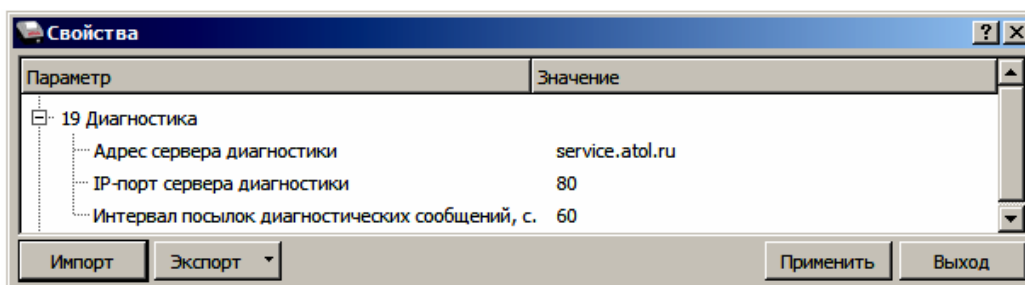 Свойства
Параметр Значение
19 Диагностика
Адрес сервера диагностики service.atol.ru
IP-порт сервера диагностики 80
Интервал посылок диагностических сообщений, с. 60
Импорт Экспорт Применить Выход